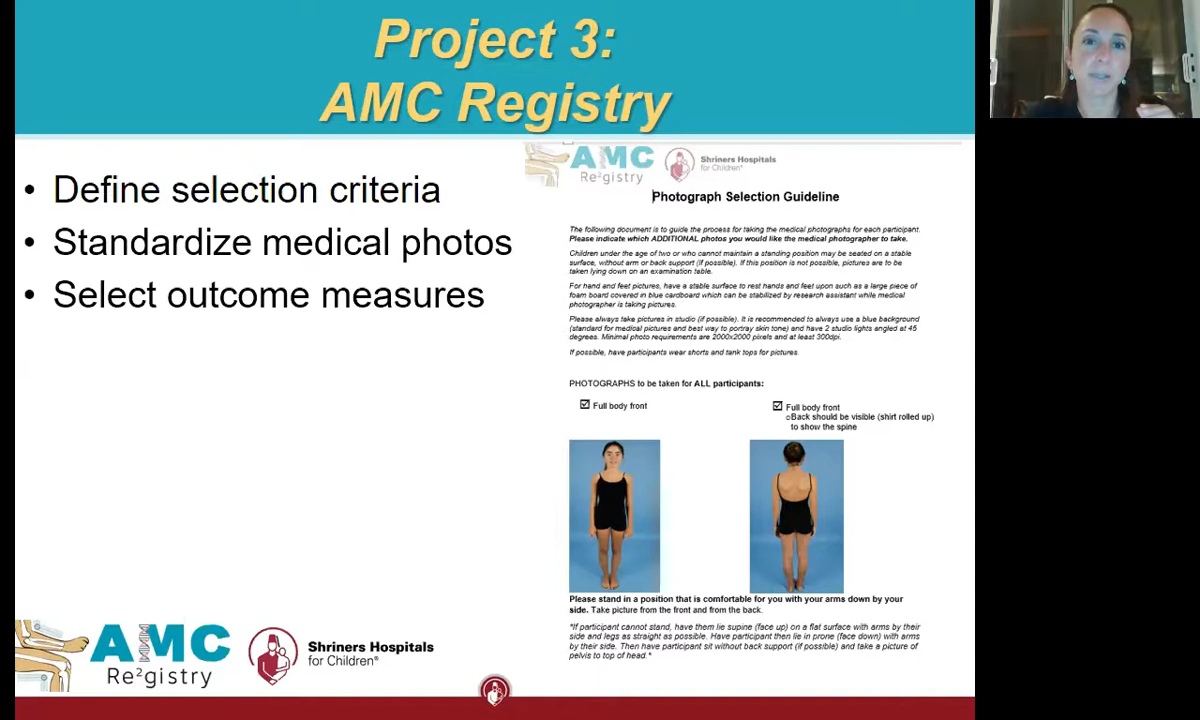 Project 3:
AMC Registry
• Define selection criteria
• Standardize medical photos
• Select outcome measures
AMC
Re²gistry
Shriners Hospitals
for Children®
Photograph Selection Guideline
The following document is to guide the process for taking the medical photographs for each participant.
Please indicate which ADDITIONAL photos you would like the medical photographer to take.
Children under the age of two or who cannot maintain a standing position may be seated on a stable
surface, without arm or back support (if possible). If this position is not possible, pictures are to be
taken lying down on an examination table.
For hand and feet pictures, have a stable surface to rest hands and feet upon such as a large piece of
foam board covered in blue cardboard which can be stabilized by research assistant while medical
photographer is taking pictures.
Please always take pictures in studio (if possible). It is recommended to always use a blue background
(standard for medical pictures and best way to portray skin tone) and have 2 studio lights angled at 45
degrees. Minimal photo requirements are 2000x2000 pixels and at least 300dpi.
If possible, have participants wear shorts and tank tops for pictures.
PHOTOGRAPHS to be taken for ALL participants:
☑ Full body front
☑ Full body front
○Back should be visible (shirt rolled up)
to show the spine
Please stand in a position that is comfortable for you with your arms down by your
side. Take picture from the front and from the back.
*If participant cannot stand, have them lie supine (face up) on a flat surface with arms by their
side and legs as straight as possible. Have participant then lie in prone (face down) with arms
by their side. Then have participant sit without back support (if possible) and take a picture of
pelvis to top of head.*
AMC
Re²gistry
Shriners Hospitals
for Children®